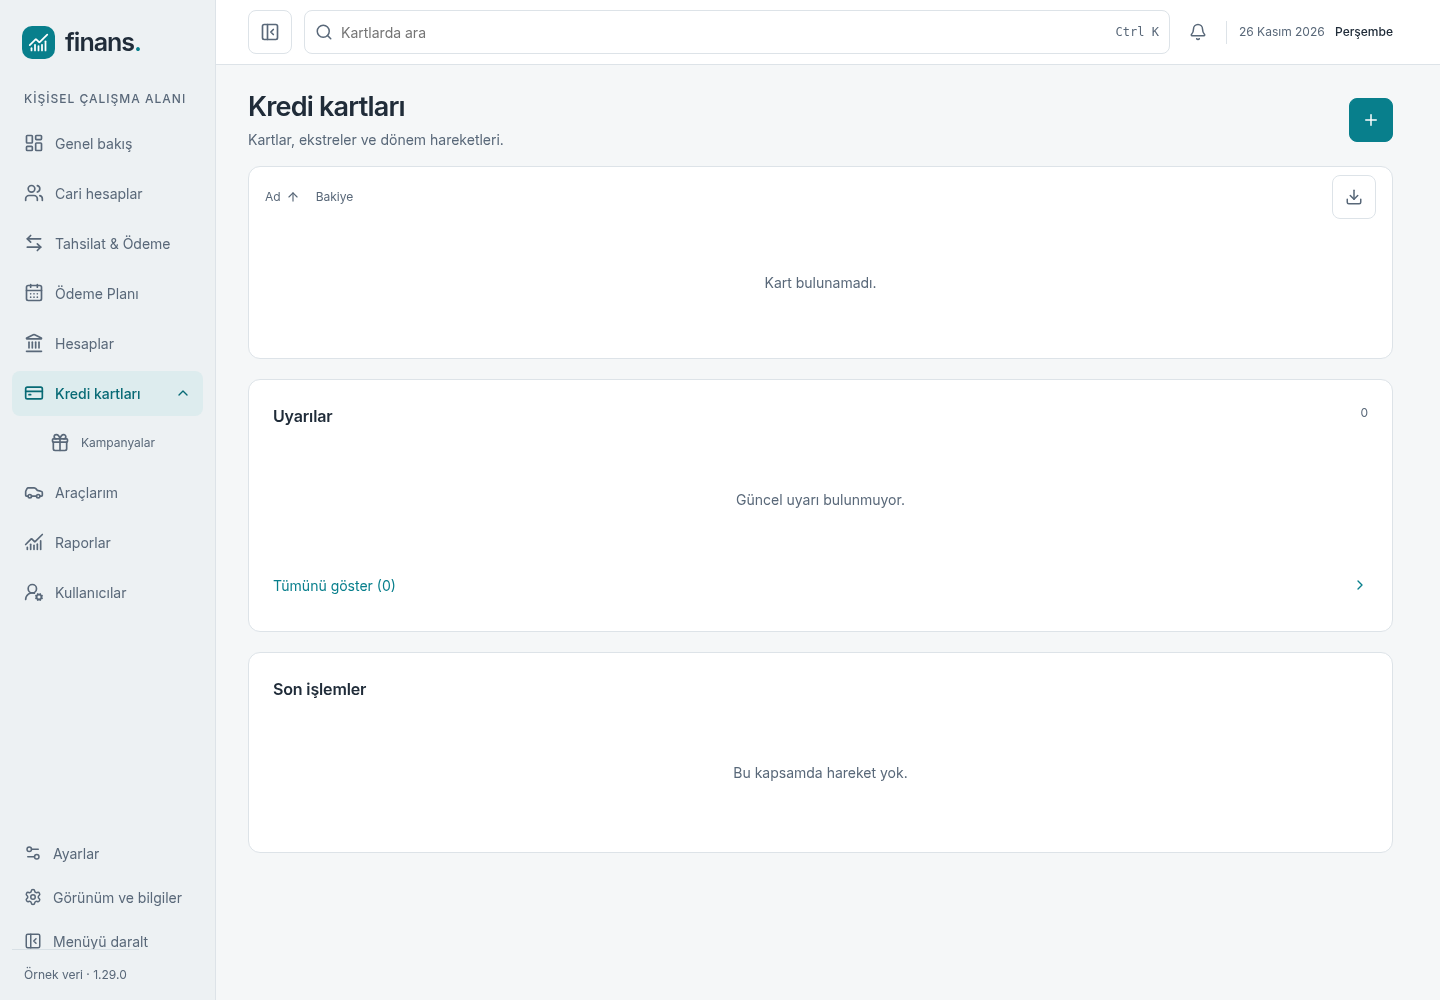 finans.
KİŞİSEL ÇALIŞMA ALANI
Genel bakış
Cari hesaplar
Tahsilat & Ödeme
Ödeme Planı
Hesaplar
Kredi kartları
Kampanyalar
Araçlarım
Raporlar
Kullanıcılar
Ayarlar
Görünüm ve bilgiler
Menüyü daralt
Örnek veri · 1.29.0
Kartlarda ara
Ctrl K
26 Kasım 2026 Perşembe
Kredi kartları
Kartlar, ekstreler ve dönem hareketleri.
Ad Bakiye
Kart bulunamadı.
Uyarılar
0
Güncel uyarı bulunmuyor.
Tümünü göster (0)
Son işlemler
Bu kapsamda hareket yok.